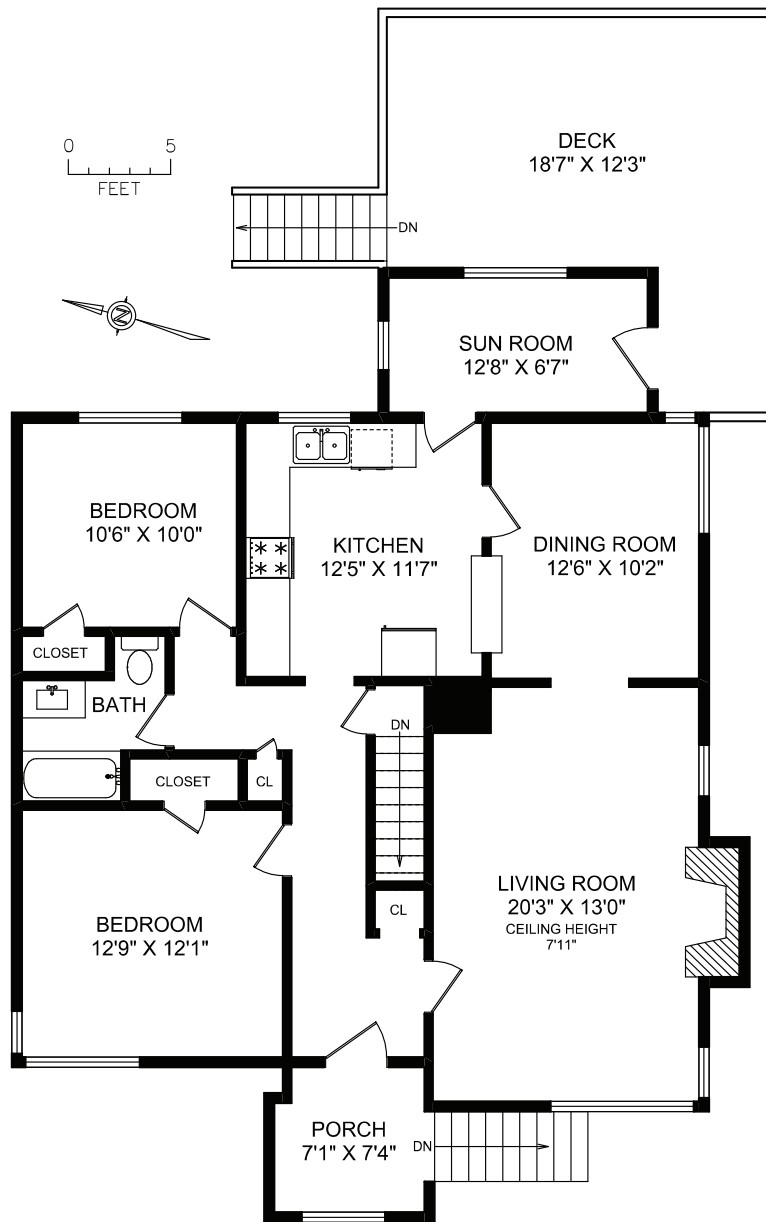 DECK
18'7" X 12'3"
0 5
FEET
DN
N
SUN ROOM
12'8" X 6'7"
BEDROOM
10'6" X 10'0"
KITCHEN
12'5" X 11'7"
DINING ROOM
12'6" X 10'2"
CLOSET
BATH
DN
CLOSET
CL
LIVING ROOM
20'3" X 13'0"
CEILING HEIGHT
7'11"
CL
BEDROOM
12'9" X 12'1"
PORCH
7'1" X 7'4"
DN